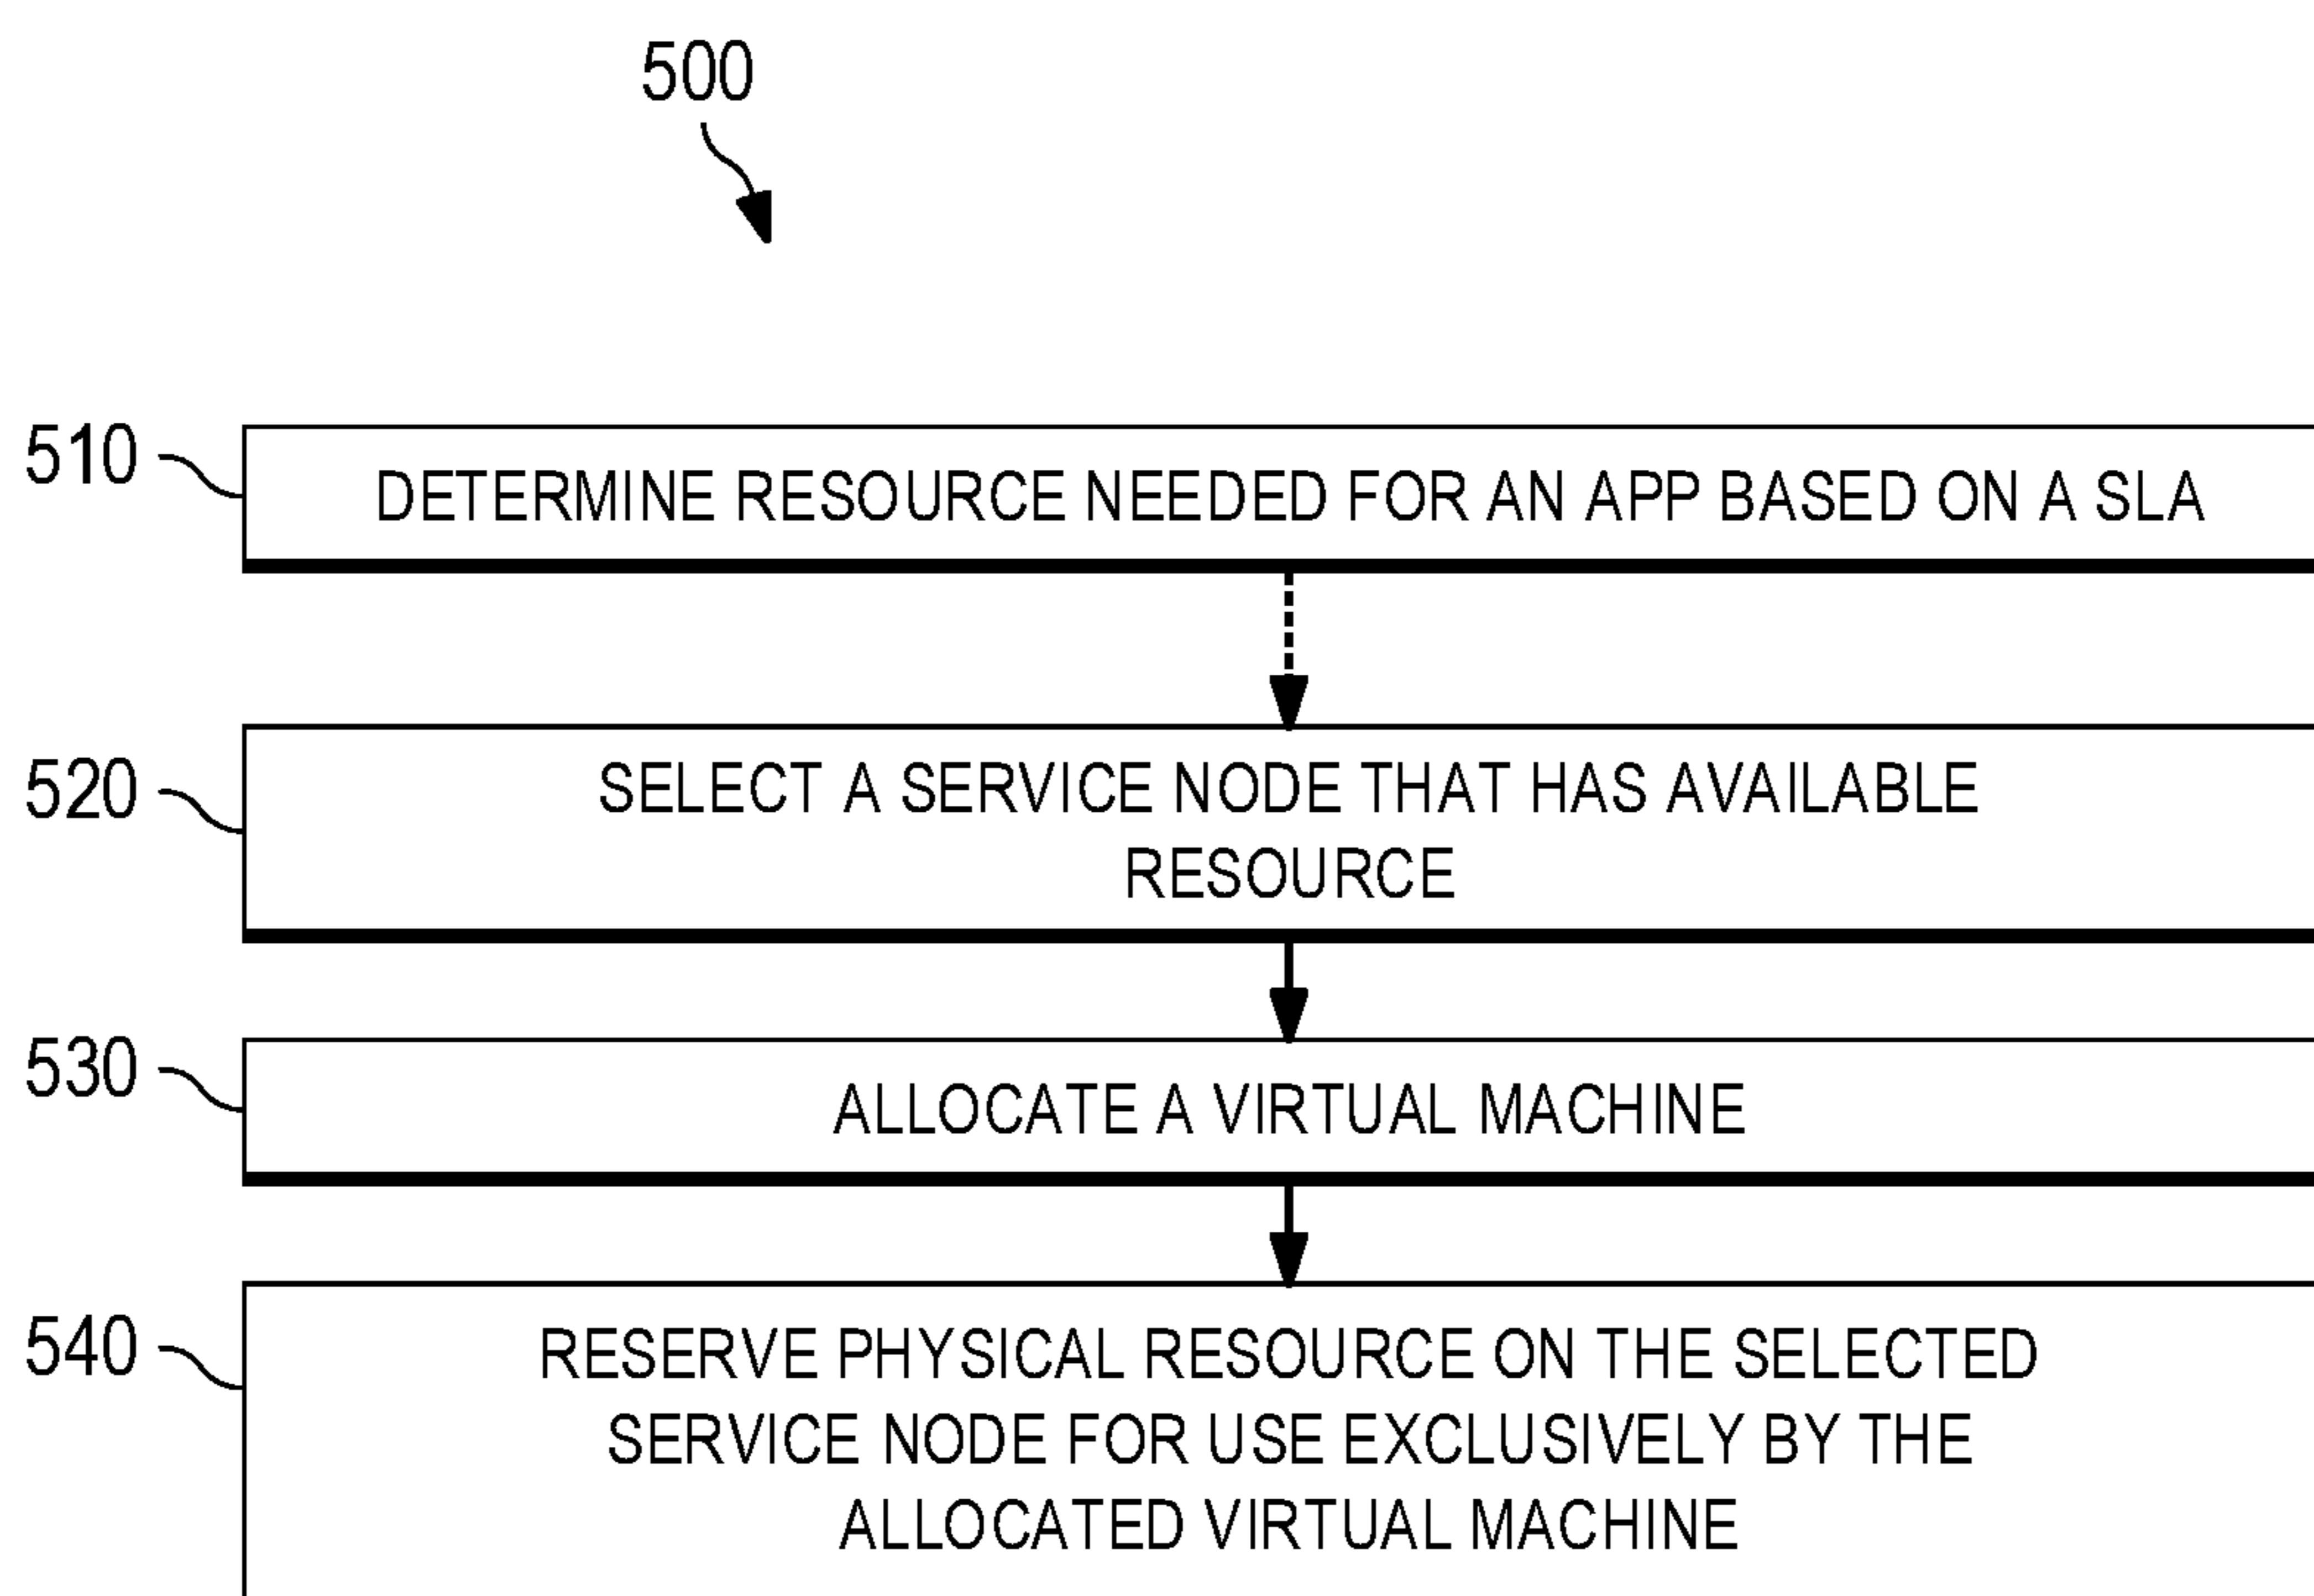 500
510
DETERMINE RESOURCE NEEDED FOR AN APP BASED ON A SLA
520
SELECT A SERVICE NODE THAT HAS AVAILABLE
RESOURCE
530
ALLOCATE A VIRTUAL MACHINE
540
RESERVE PHYSICAL RESOURCE ON THE SELECTED
SERVICE NODE FOR USE EXCLUSIVELY BY THE
ALLOCATED VIRTUAL MACHINE